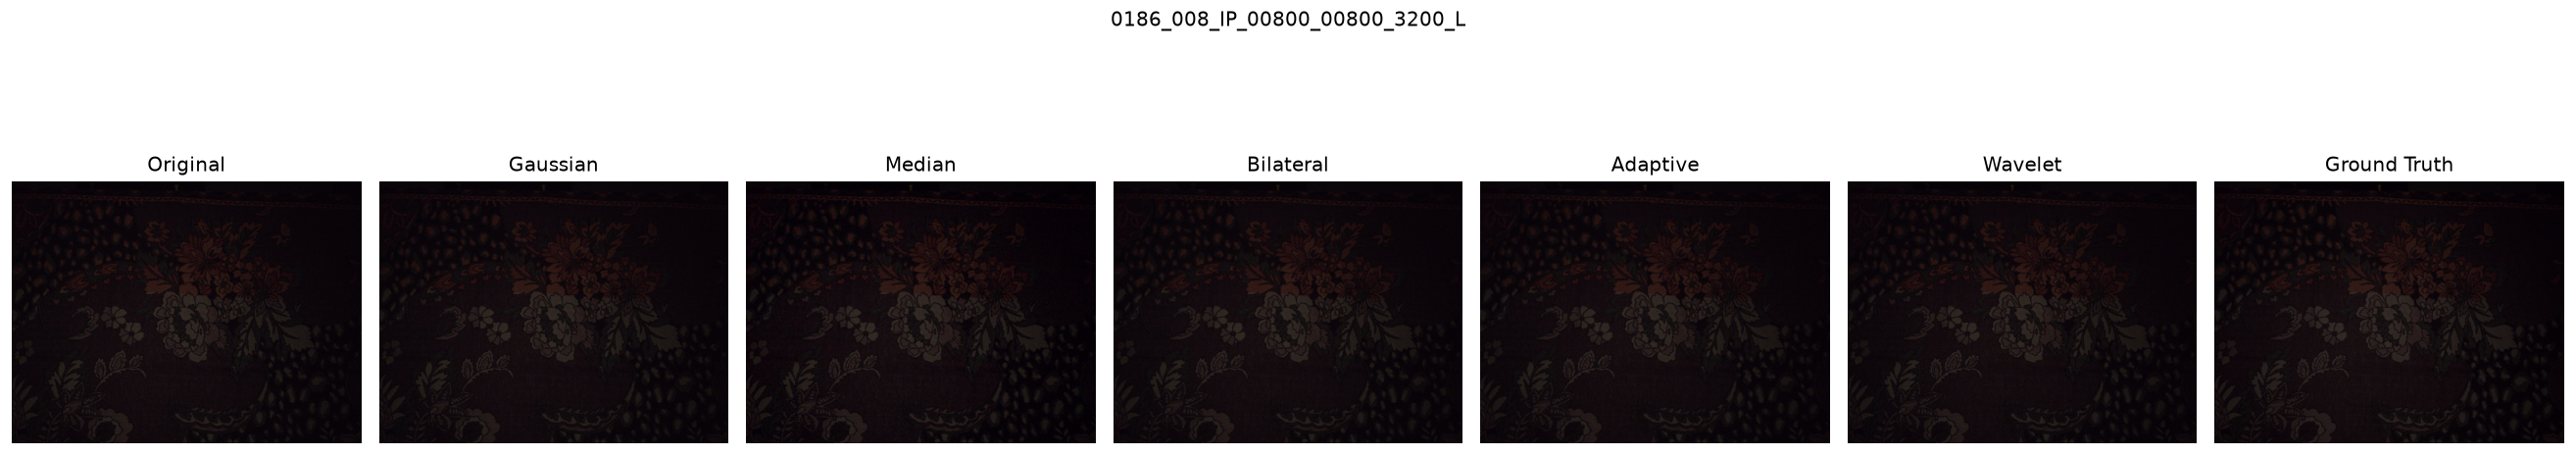 0186_008_IP_00800_00800_3200_L
Original Gaussian Median Bilateral Adaptive Wavelet Ground Truth